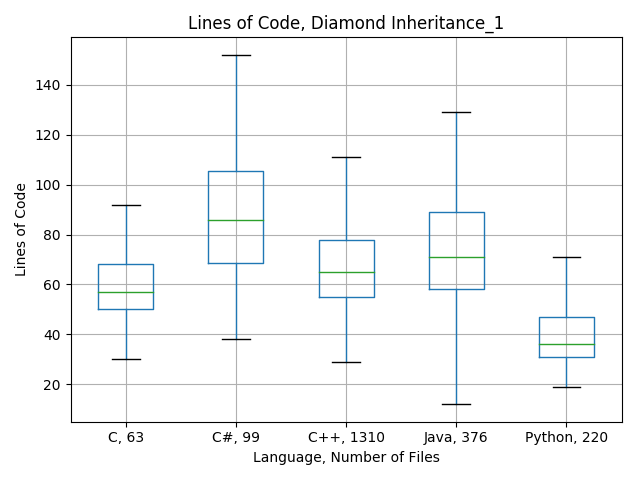 Lines of Code, Diamond Inheritance_1
Lines of Code
140
120
100
80
60
40
20
C, 63
C#, 99
C++, 1310
Java, 376
Python, 220
Language, Number of Files